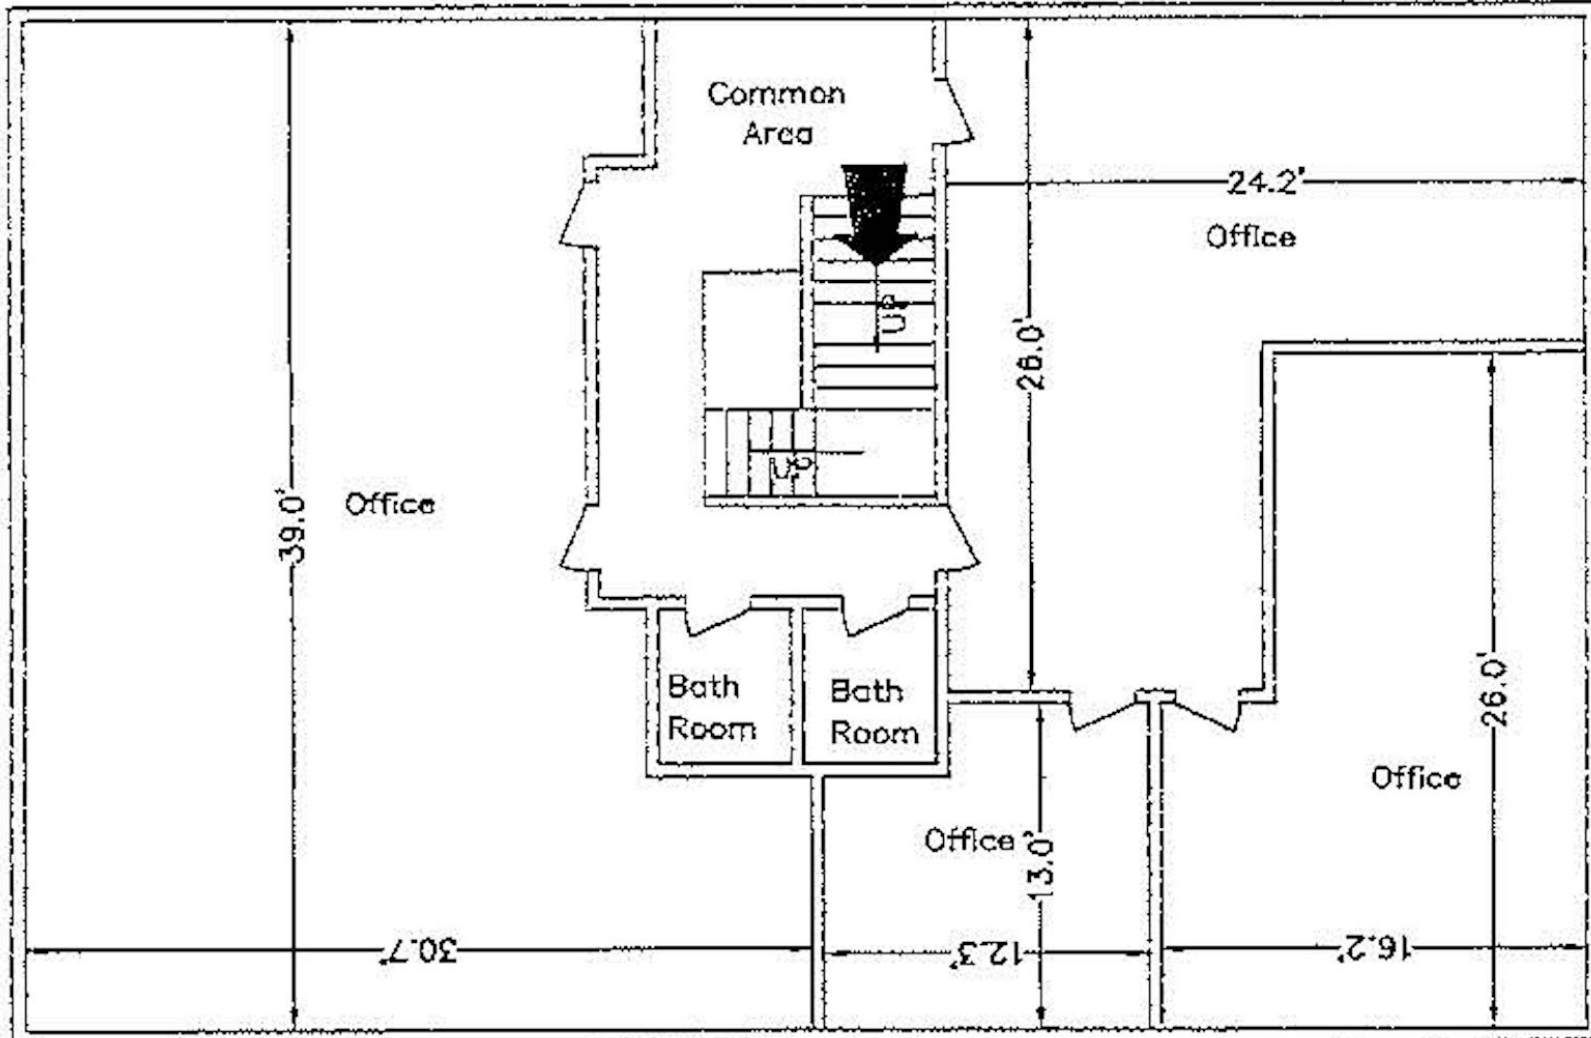 Common
Area
24.2'
Office
UP
26.0'
UP
39.0'
Office
26.0'
Bath
Room
Bath
Room
Office
Office
13.0'
30.7'
12.3'
16.2'